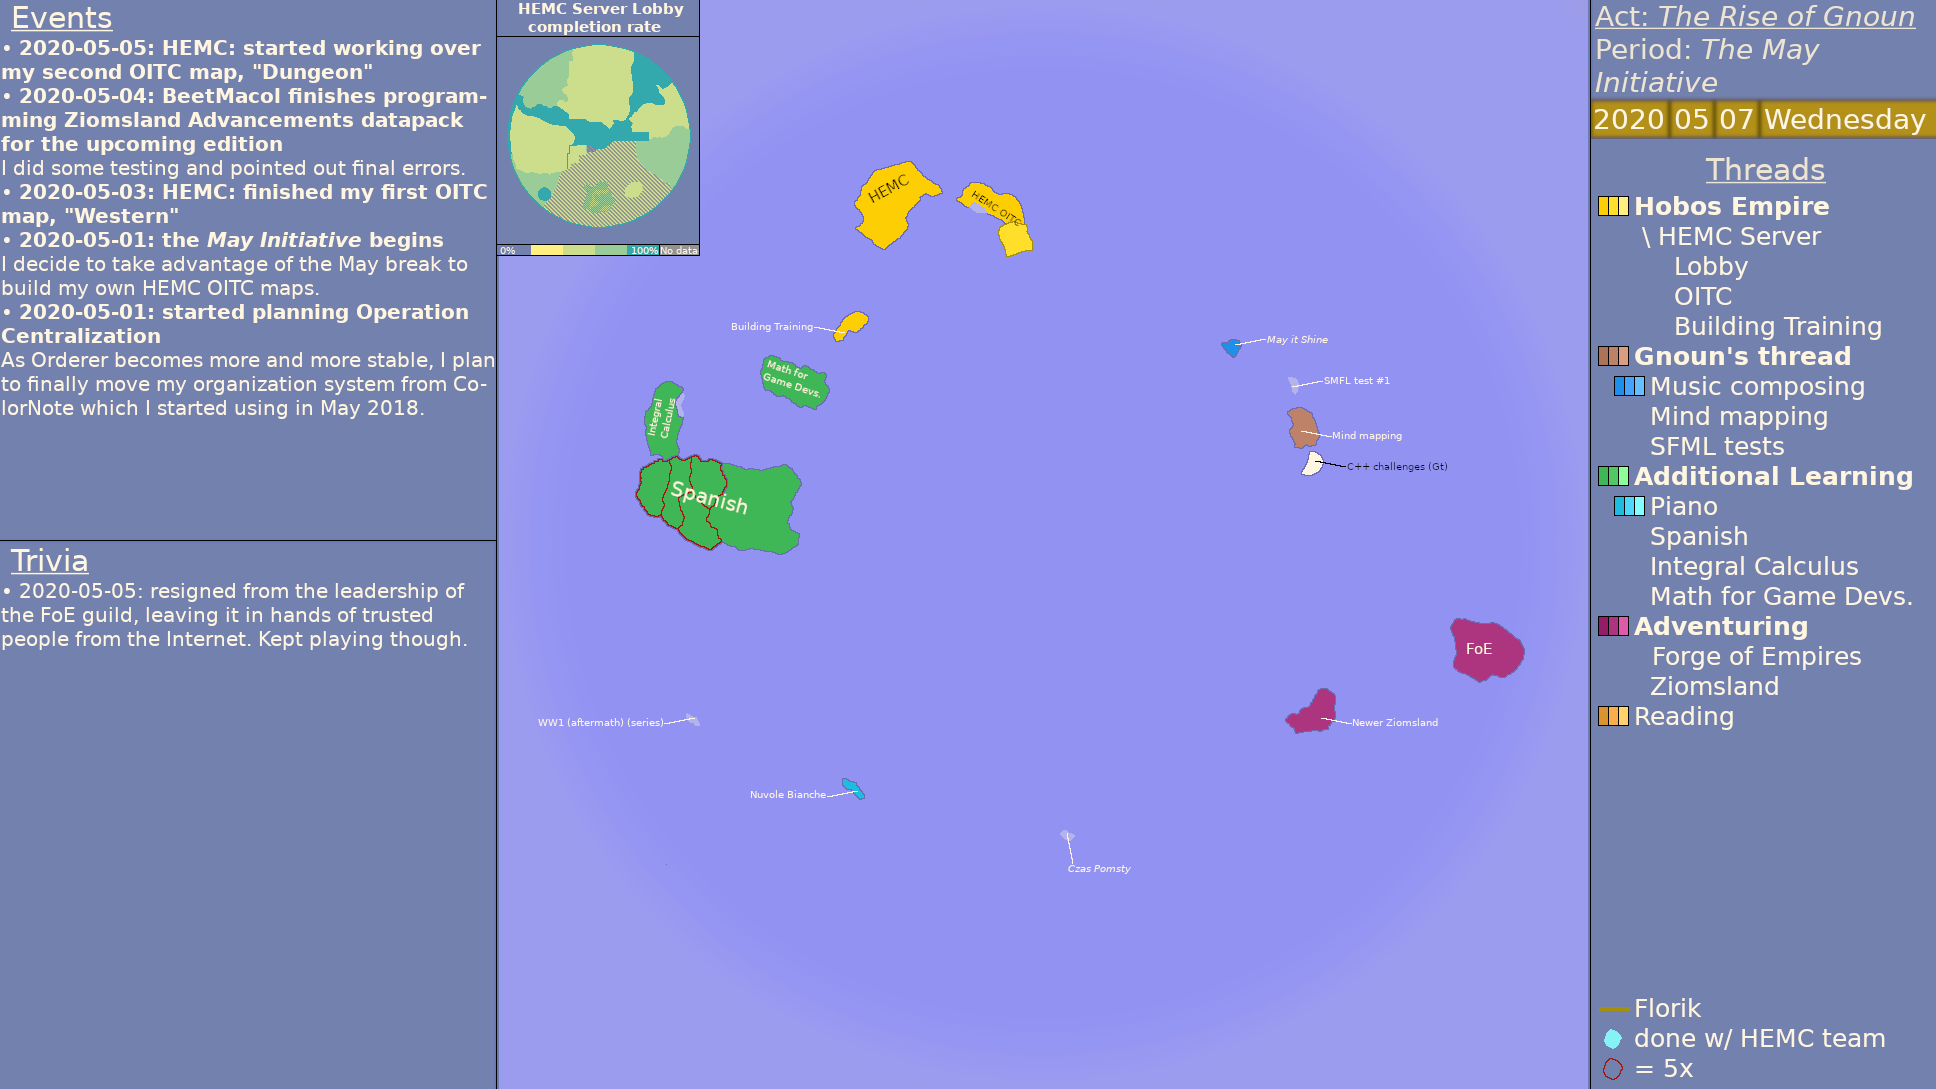 Events
• 2020-05-05: HEMC: started working over
my second OITC map, "Dungeon"
• 2020-05-04: BeetMacol finishes program-
ming Ziomsland Advancements datapack
for the upcoming edition
I did some testing and pointed out final errors.
• 2020-05-03: HEMC: finished my first OITC
map, "Western"
• 2020-05-01: the May Initiative begins
I decide to take advantage of the May break to
build my own HEMC OITC maps.
• 2020-05-01: started planning Operation
Centralization
As Orderer becomes more and more stable, I plan
to finally move my organization system from Co-
lorNote which I started using in May 2018.
Trivia
• 2020-05-05: resigned from the leadership of
the FoE guild, leaving it in hands of trusted
people from the Internet. Kept playing though.
HEMC Server Lobby
completion rate
0%
100%
No data
HEMC
HEMC OITC
Building Training
Math for
Game Devs.
Integral
Calculus
Spanish
May it Shine
SMFL test #1
Mind mapping
C++ challenges (Gt)
FoE
Newer Ziomsland
WW1 (aftermath) (series)
Nuvole Bianche
Czas Pomsty
Act: The Rise of Gnoun
Period: The May
Initiative
2020 05 07 Wednesday
Threads
Hobos Empire
\ HEMC Server
Lobby
OITC
Building Training
Gnoun's thread
Music composing
Mind mapping
SFML tests
Additional Learning
Piano
Spanish
Integral Calculus
Math for Game Devs.
Adventuring
Forge of Empires
Ziomsland
Reading
Florik
done w/ HEMC team
= 5x